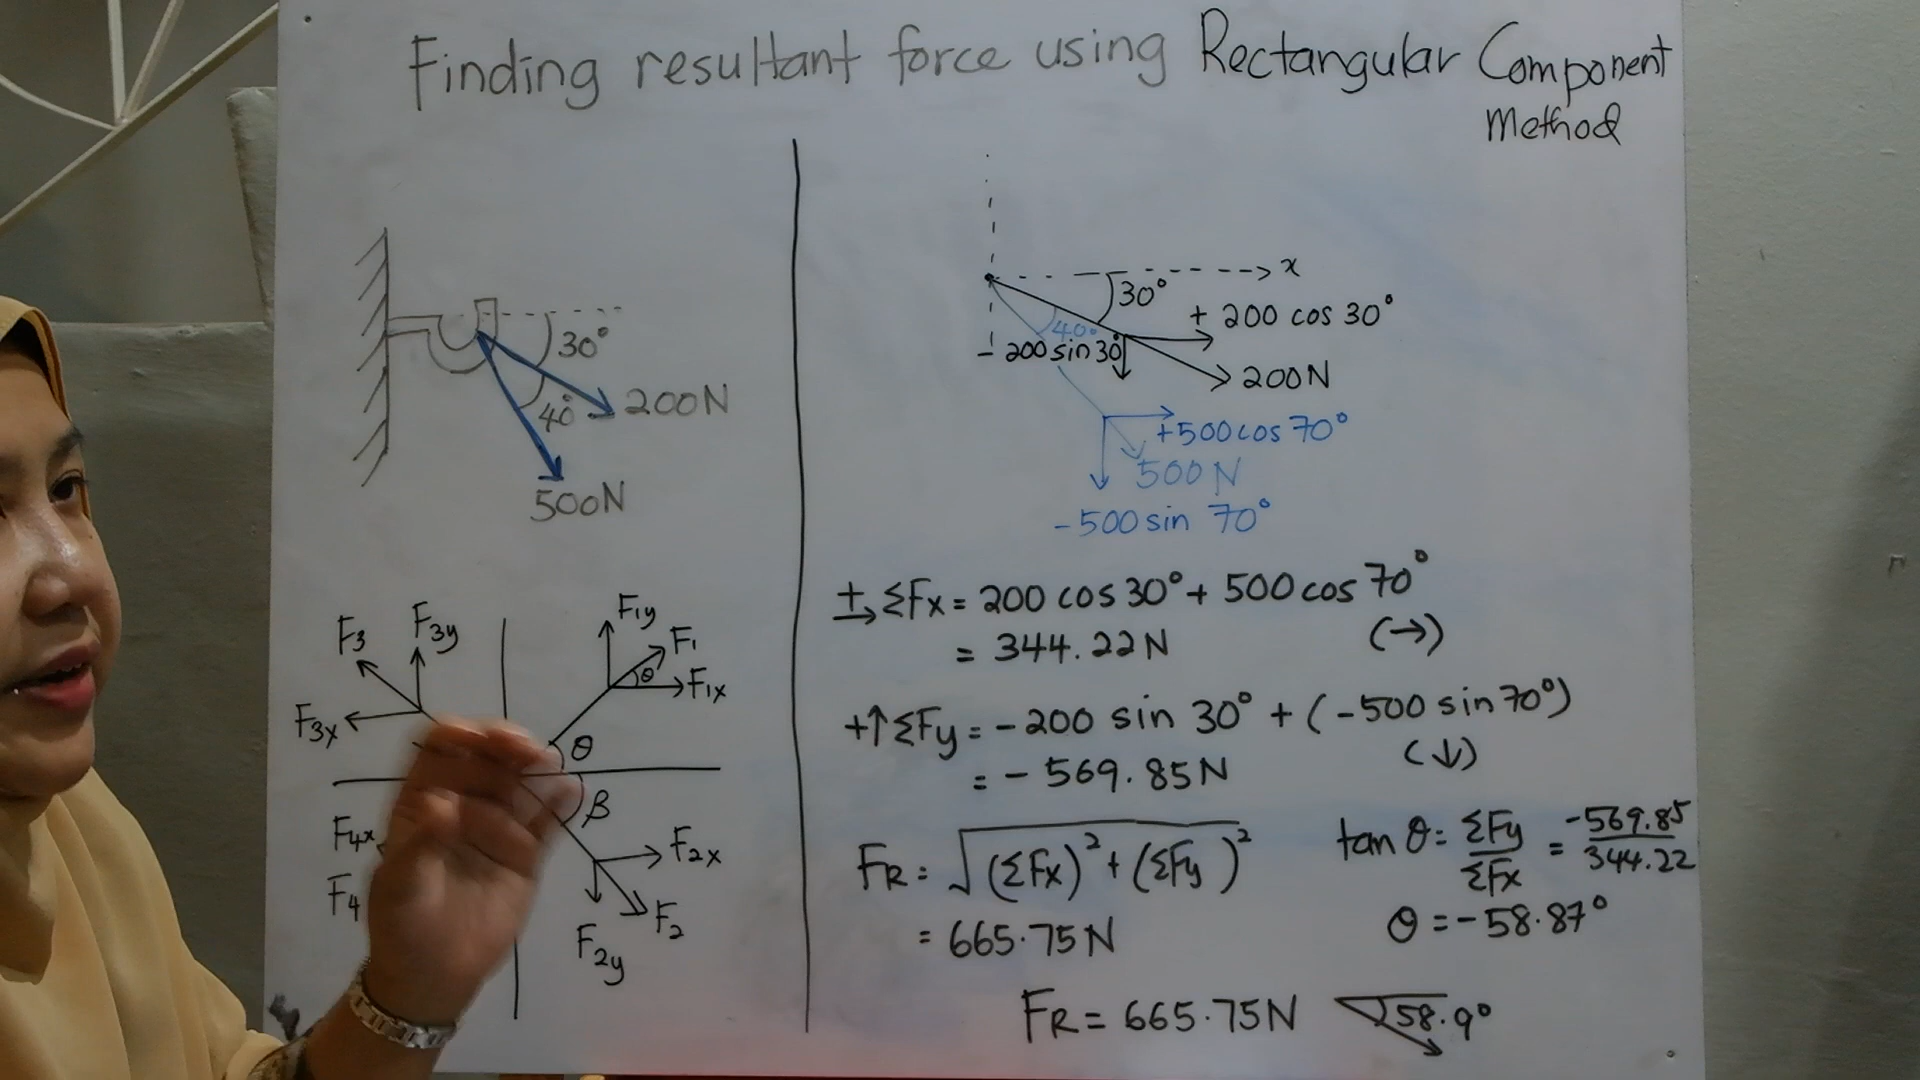 Finding resultant force using Rectangular Component
Method
30°
40°
200N
500N
x
30°
40°
+ 200 cos 30°
- 200 sin 30°
200N
+500cos 70°
500N
-500 sin 70°
F3
F3y
F3x
F1y
F1
θ
F1x
θ
β
F4x
F4
F2x
F2
F2y
+→ ΣFx = 200 cos 30° + 500 cos 70°
= 344.22N (→)
+↑ ΣFy = -200 sin 30° + (-500 sin 70°)
= - 569.85N (↓)
FR = √(ΣFx)² + (ΣFy)²
= 665.75N
tan θ = ΣFy/ΣFx = -569.85/344.22
θ = -58.87°
FR = 665.75N 58.9°